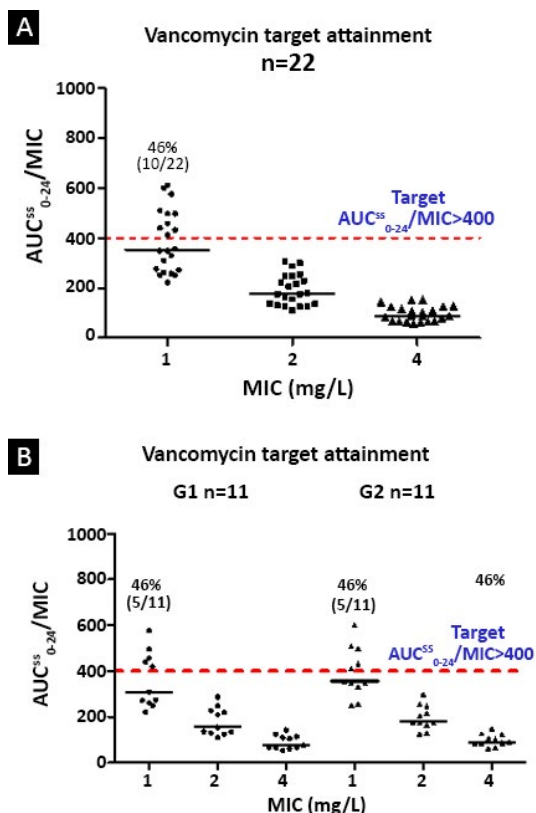 A
Vancomycin target attainment
n=22
AUCˢˢ₀₋₂₄/MIC
1000
800
600
400
200
0
46%
(10/22)
Target
AUCˢˢ₀₋₂₄/MIC>400
1 2 4
MIC (mg/L)
B
Vancomycin target attainment
G1 n=11 G2 n=11
AUCˢˢ₀₋₂₄/MIC
1000
800
600
400
200
0
46%
(5/11)
46%
(5/11)
46%
Target
AUCˢˢ₀₋₂₄/MIC>400
1 2 4 1 2 4
MIC (mg/L)